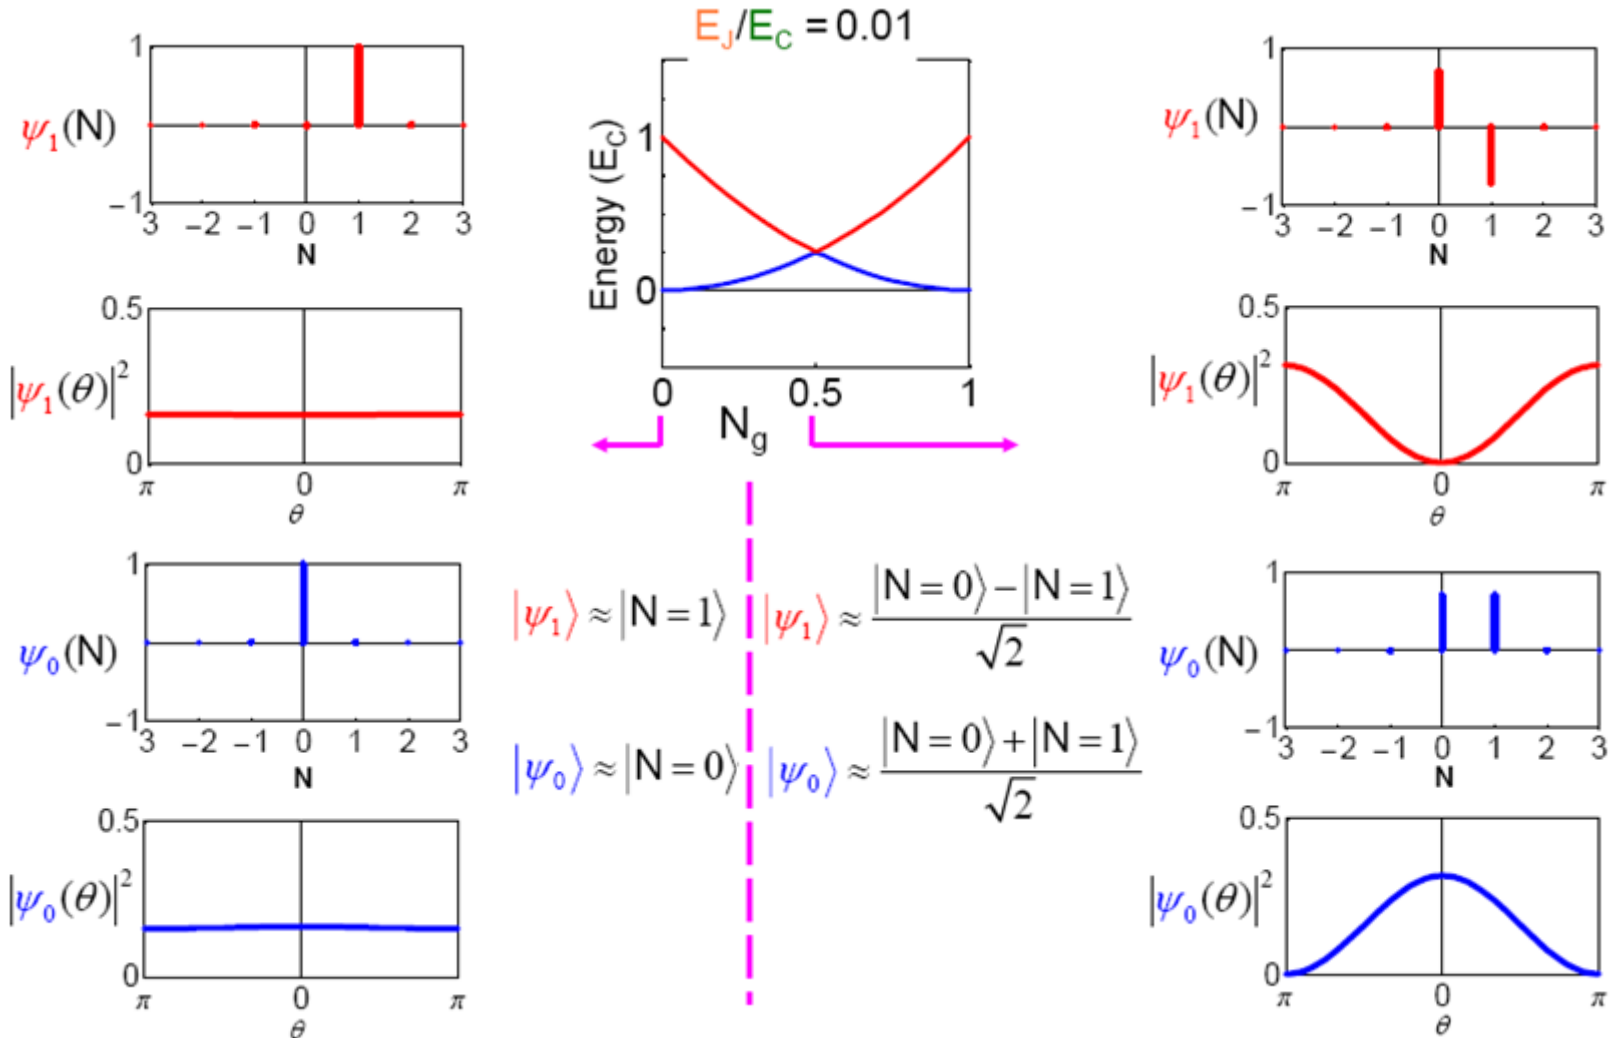 E_J/E_C = 0.01
1
ψ_1(N)
−1
3 −2 −1 0 1 2 3
N
0.5
|ψ_1(θ)|^2
0
π 0 π
θ
1
ψ_0(N)
−1
3 −2 −1 0 1 2 3
N
0.5
|ψ_0(θ)|^2
0
π 0 π
θ
Energy (E_C)
1
0
0 0.5 1
N_g
|ψ_1⟩ ≈ |N = 1⟩
|ψ_0⟩ ≈ |N = 0⟩
|ψ_1⟩ ≈ (|N = 0⟩ − |N = 1⟩)/√2
|ψ_0⟩ ≈ (|N = 0⟩ + |N = 1⟩)/√2
1
ψ_1(N)
−1
3 −2 −1 0 1 2 3
N
0.5
|ψ_1(θ)|^2
0
π 0 π
θ
1
ψ_0(N)
−1
3 −2 −1 0 1 2 3
N
0.5
|ψ_0(θ)|^2
0
π 0 π
θ